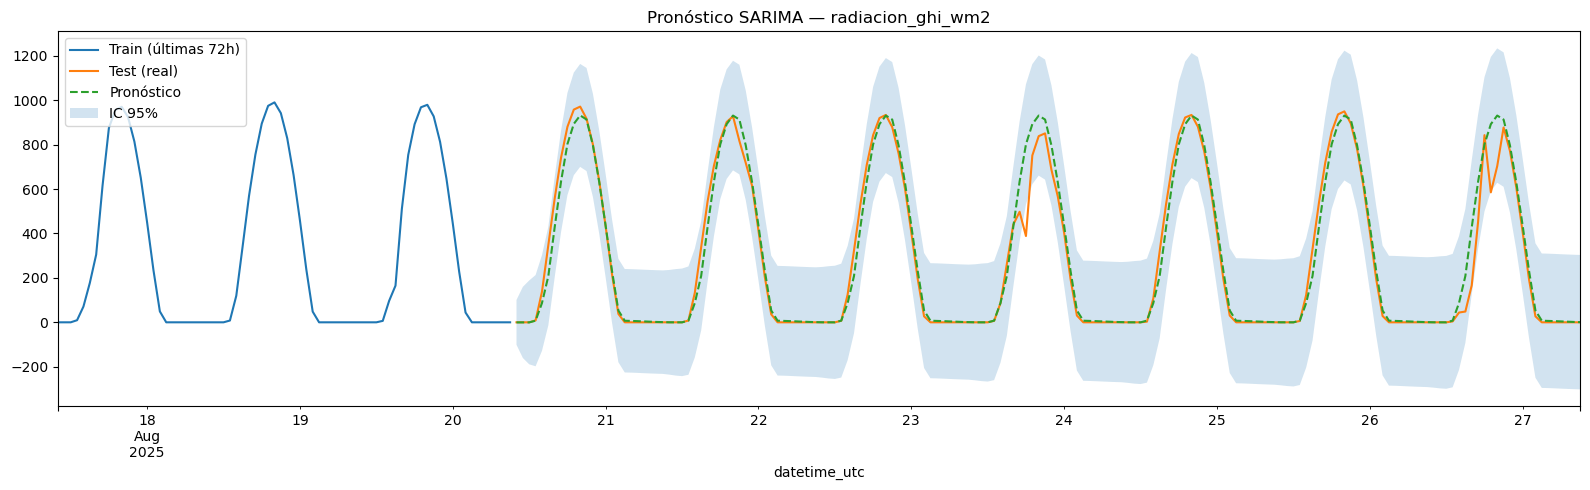 Pronóstico SARIMA — radiacion_ghi_wm2
Train (últimas 72h)
Test (real)
Pronóstico
IC 95%
1200
1000
800
600
400
200
0
−200
18
19
20
21
22
23
24
25
26
27
Aug
2025
datetime_utc